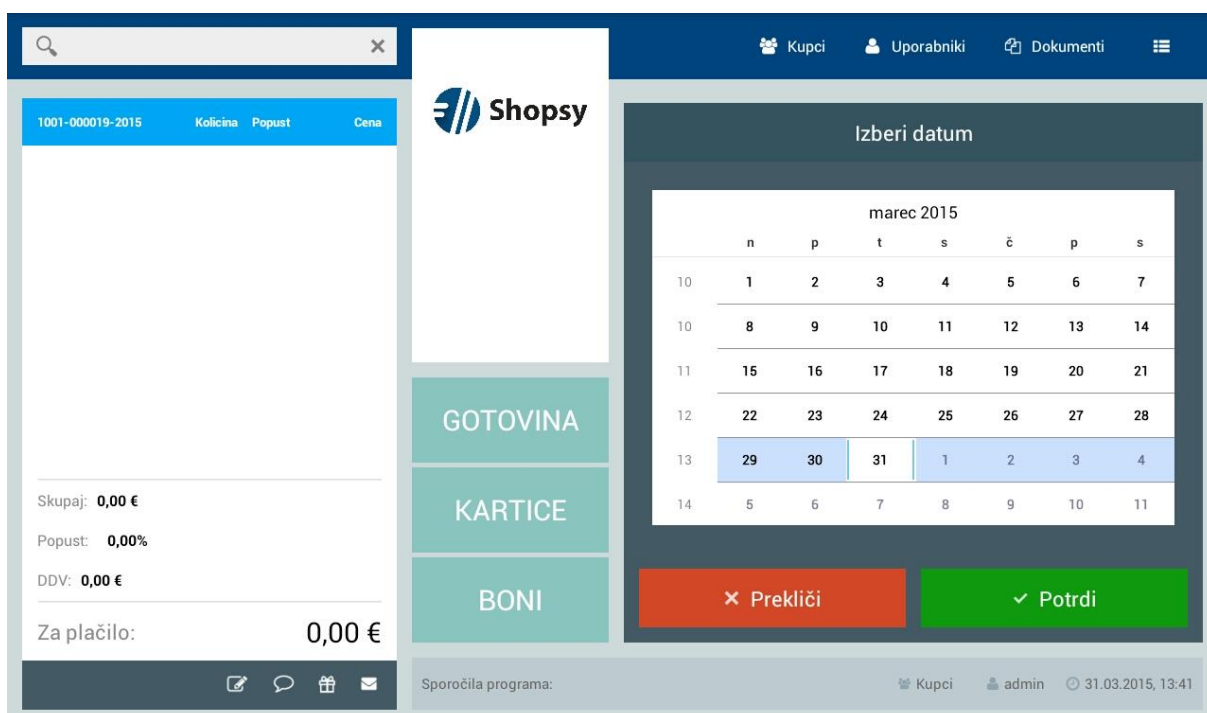 Kupci Uporabniki Dokumenti
1001-000019-2015 Kolicina Popust Cena
Skupaj: 0,00 €
Popust: 0,00%
DDV: 0,00 €
Za plačilo: 0,00 €
Shopsy
GOTOVINA
KARTICE
BONI
Izberi datum
marec 2015
n p t s č p s
10 1 2 3 4 5 6 7
10 8 9 10 11 12 13 14
11 15 16 17 18 19 20 21
12 22 23 24 25 26 27 28
13 29 30 31 1 2 3 4
14 5 6 7 8 9 10 11
Prekliči Potrdi
Sporočila programa: Kupci admin 31.03.2015, 13:41